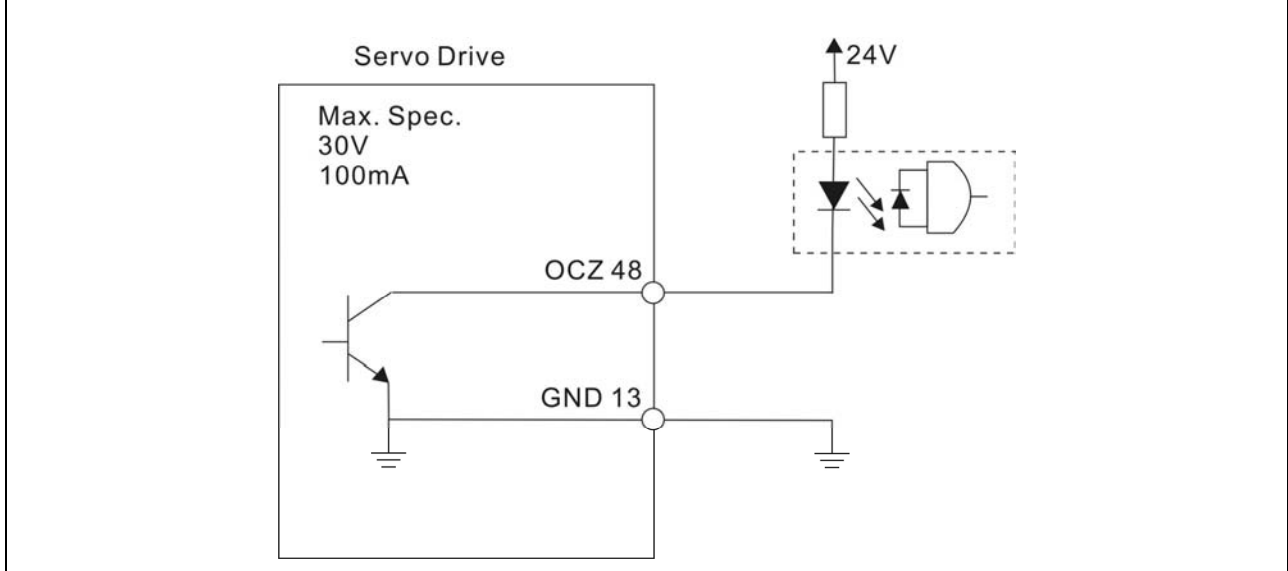 Servo Drive
24V
Max. Spec.
30V
100mA
OCZ 48
GND 13